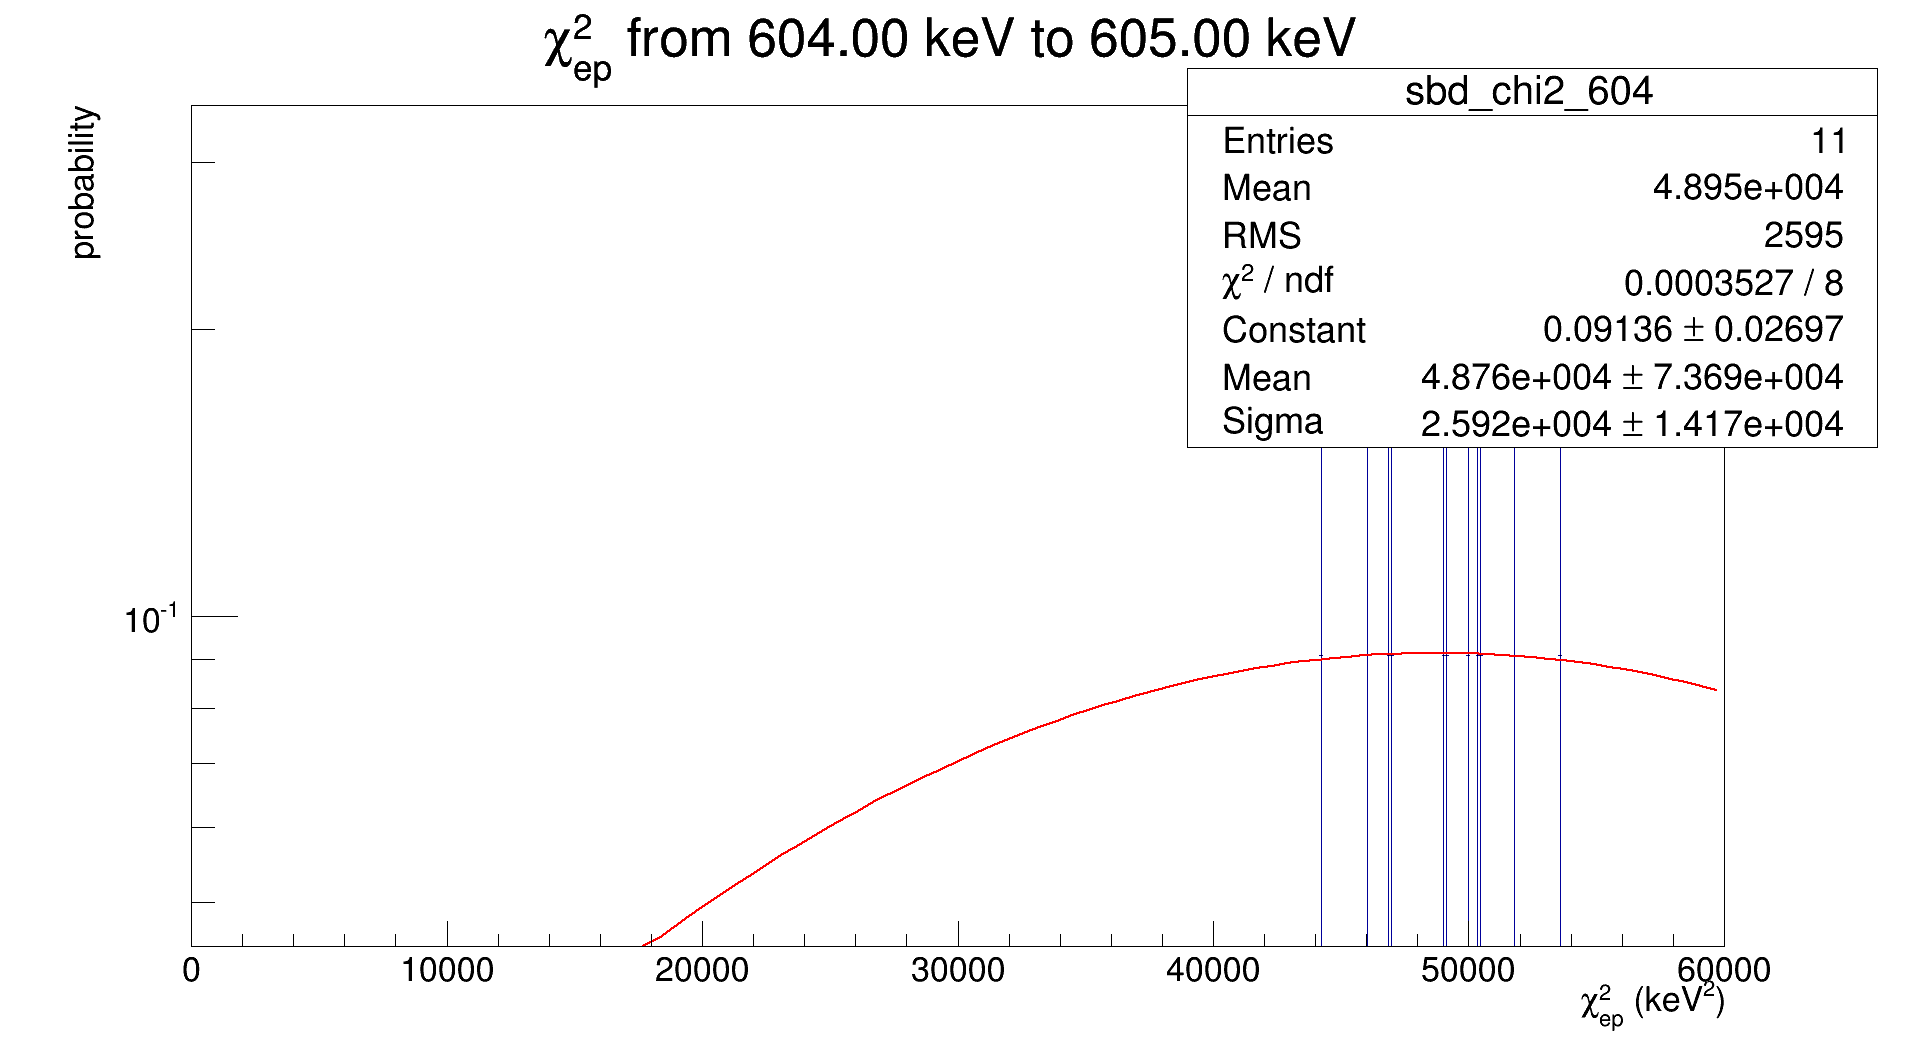 χ²ep from 604.00 keV to 605.00 keV
sbd_chi2_604
Entries 11
Mean 4.895e+004
RMS 2595
χ² / ndf 0.0003527 / 8
Constant 0.09136 ± 0.02697
Mean 4.876e+004 ± 7.369e+004
Sigma 2.592e+004 ± 1.417e+004
probability
10⁻¹
0 10000 20000 30000 40000 50000 60000
χ²ep (keV²)